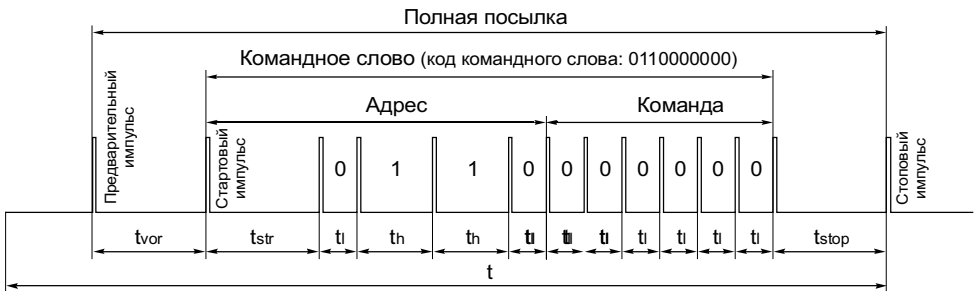 Полная посылка
Командное слово (код командного слова: 0110000000)
Адрес Команда
Предварительный
импульс
Стартовый
импульс
0 1 1 0 0 0 0 0 0 0
Стоповый
импульс
tvor tstr tl th th tl tl tl tl tl tl tl tstop
t